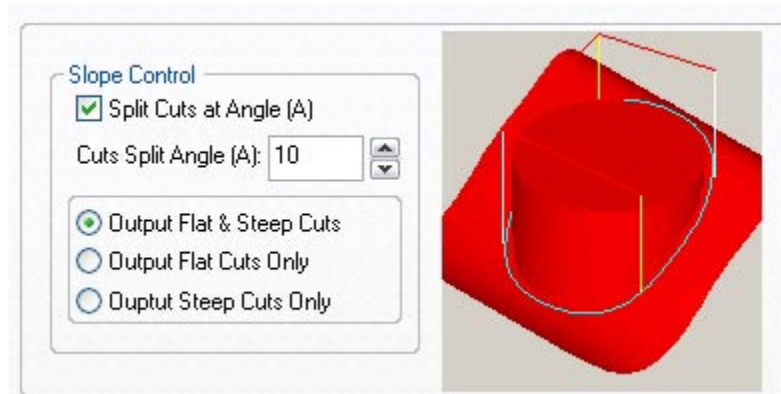 Slope Control
Split Cuts at Angle (A)
Cuts Split Angle (A): 10
Output Flat & Steep Cuts
Output Flat Cuts Only
Ouptut Steep Cuts Only